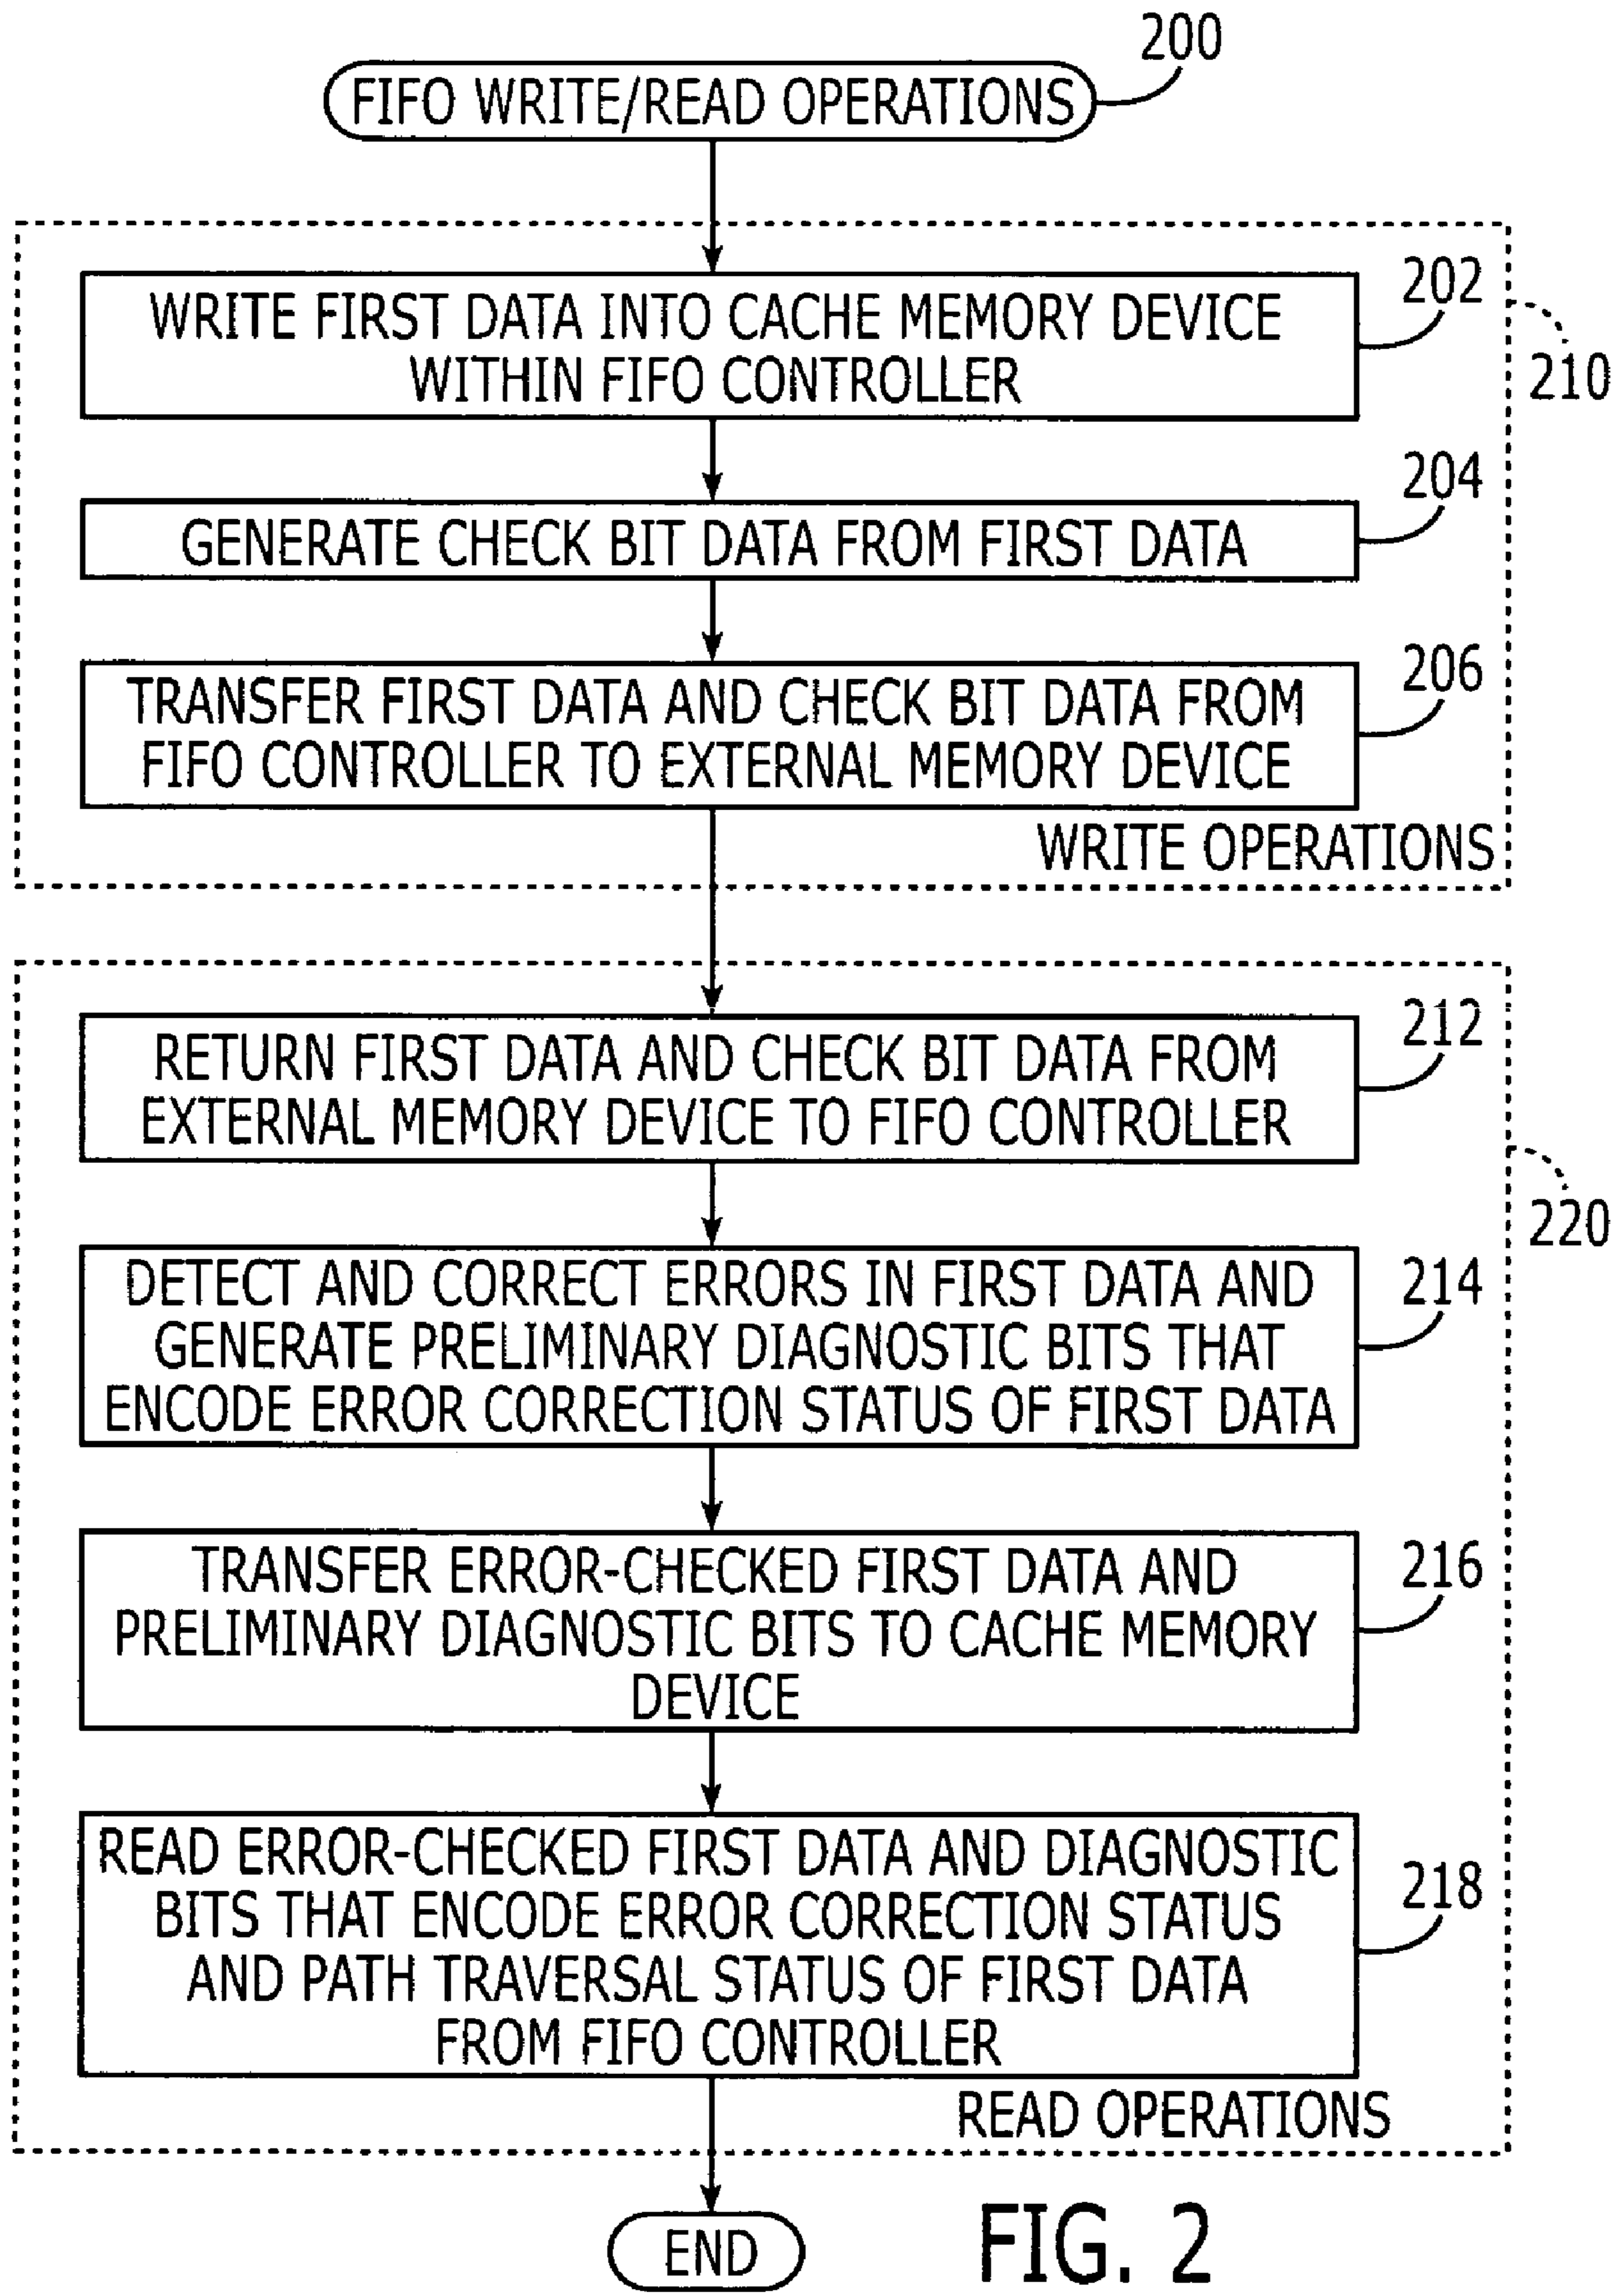 200
FIFO WRITE/READ OPERATIONS
202
WRITE FIRST DATA INTO CACHE MEMORY DEVICE
WITHIN FIFO CONTROLLER
210
204
GENERATE CHECK BIT DATA FROM FIRST DATA
206
TRANSFER FIRST DATA AND CHECK BIT DATA FROM
FIFO CONTROLLER TO EXTERNAL MEMORY DEVICE
WRITE OPERATIONS
212
RETURN FIRST DATA AND CHECK BIT DATA FROM
EXTERNAL MEMORY DEVICE TO FIFO CONTROLLER
220
214
DETECT AND CORRECT ERRORS IN FIRST DATA AND
GENERATE PRELIMINARY DIAGNOSTIC BITS THAT
ENCODE ERROR CORRECTION STATUS OF FIRST DATA
216
TRANSFER ERROR-CHECKED FIRST DATA AND
PRELIMINARY DIAGNOSTIC BITS TO CACHE MEMORY
DEVICE
218
READ ERROR-CHECKED FIRST DATA AND DIAGNOSTIC
BITS THAT ENCODE ERROR CORRECTION STATUS
AND PATH TRAVERSAL STATUS OF FIRST DATA
FROM FIFO CONTROLLER
READ OPERATIONS
END
FIG. 2